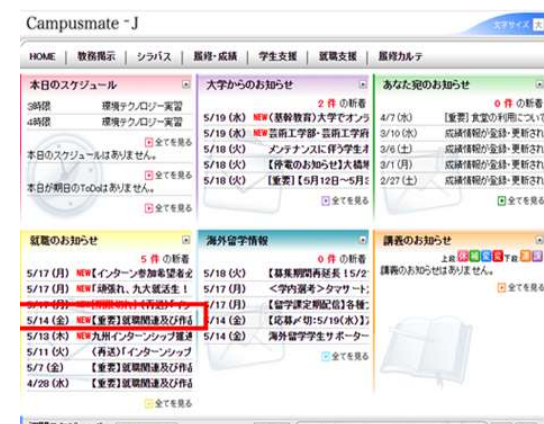 Campusmate-J
文字サイズ 大
HOME 教務掲示 シラバス 履修・成績 学生支援 就職支援 履修カルテ
本日のスケジュール
3時限 環境テクノロジー実習
4時限 環境テクノロジー実習
全てを見る
本日のスケジュールはありません。
全てを見る
本日が期日のToDoはありません。
全てを見る
大学からのお知らせ
2 件 の新着
5/19 (水) NEW (基幹教育)大学でオンラ
5/19 (水) NEW 芸術工学部・芸術工学府
5/18 (火) メンテナンスに伴う学生ポ
5/18 (火) 【停電のお知らせ】大橋地
5/18 (火) 【重要】【5月12日~5月3
全てを見る
あなた宛のお知らせ
0 件 の新着
4/7 (水) [重要] 食堂の利用について
3/10 (水) 成績情報が登録・更新され
3/6 (土) 成績情報が登録・更新され
3/1 (月) 成績情報が登録・更新され
2/27 (土) 成績情報が登録・更新され
全てを見る
就職のお知らせ
5 件 の新着
5/17 (月) NEW 【インターン参加希望者必
5/17 (月) NEW 「頑張れ、九大就活生!
5/17 (月) NEW
5/14 (金) NEW 【重要】就職関連及び作成
5/13 (木) NEW 九州インターンシップ推進
5/11 (火) (再送)「インターンシップ
5/7 (金) 【重要】就職関連及び作成
4/28 (水) 【重要】就職関連及び作成
全てを見る
海外留学情報
0 件 の新着
5/18 (火) 【募集期間再延長!5/2
5/17 (月) <学内選考>タマサート
5/17 (月) 【留学課定期配信】各種
5/14 (金) 【応募〆切:5/19(水)】
5/14 (金) 海外留学学生サポーター
全てを見る
講義のお知らせ
講義のお知らせはありません。
全てを見る